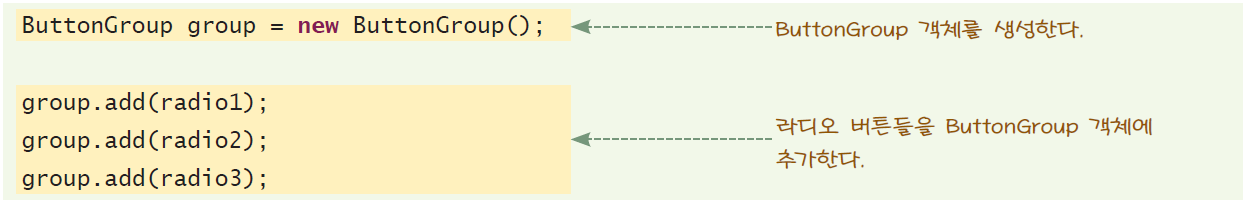 ButtonGroup group = new ButtonGroup();
ButtonGroup 객체를 생성한다.
group.add(radio1);
group.add(radio2);
group.add(radio3);
라디오 버튼들을 ButtonGroup 객체에
추가한다.